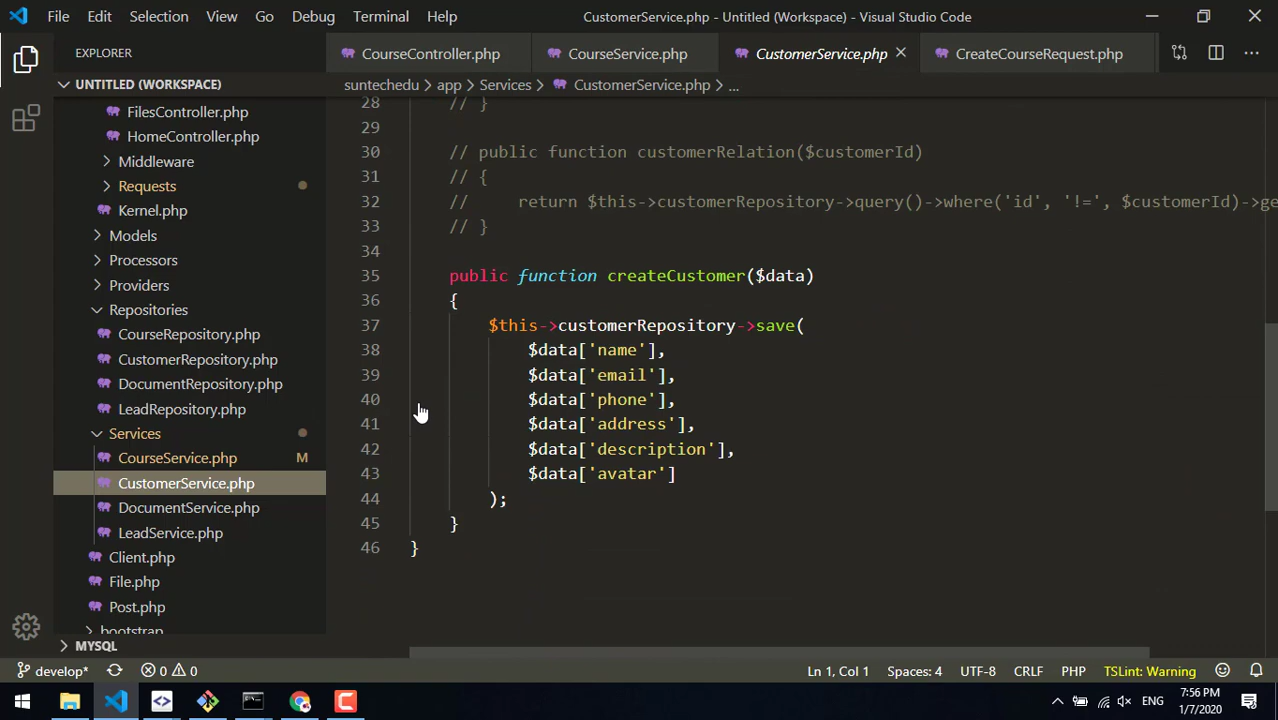 File Edit Selection View Go Debug Terminal Help CustomerService.php - Untitled (Workspace) - Visual Studio Code
EXPLORER
CourseController.php CourseService.php CustomerService.php CreateCourseRequest.php
UNTITLED (WORKSPACE)
suntechedu > app > Services > CustomerService.php > ...
FilesController.php
HomeController.php
Middleware
Requests
Kernel.php
Models
Processors
Providers
Repositories
CourseRepository.php
CustomerRepository.php
DocumentRepository.php
LeadRepository.php
Services
CourseService.php M
CustomerService.php
DocumentService.php
LeadService.php
Client.php
File.php
Post.php
bootstrap
MYSQL
28 // }
29
30 // public function customerRelation($customerId)
31 // {
32 //     return $this->customerRepository->query()->where('id', '!=', $customerId)->ge
33 // }
34
35 public function createCustomer($data)
36 {
37 $this->customerRepository->save(
38 $data['name'],
39 $data['email'],
40 $data['phone'],
41 $data['address'],
42 $data['description'],
43 $data['avatar']
44 );
45 }
46 }
develop* 0 0 Ln 1, Col 1 Spaces: 4 UTF-8 CRLF PHP TSLint: Warning
ENG 7:56 PM
1/7/2020